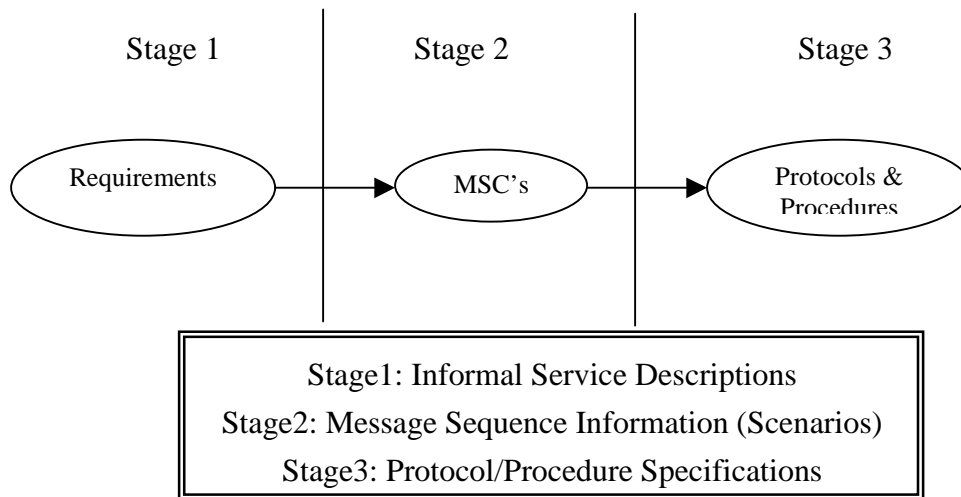 Stage 1
Stage 2
Stage 3
Requirements
MSC's
Protocols &
Procedures
Stage1: Informal Service Descriptions
Stage2: Message Sequence Information (Scenarios)
Stage3: Protocol/Procedure Specifications